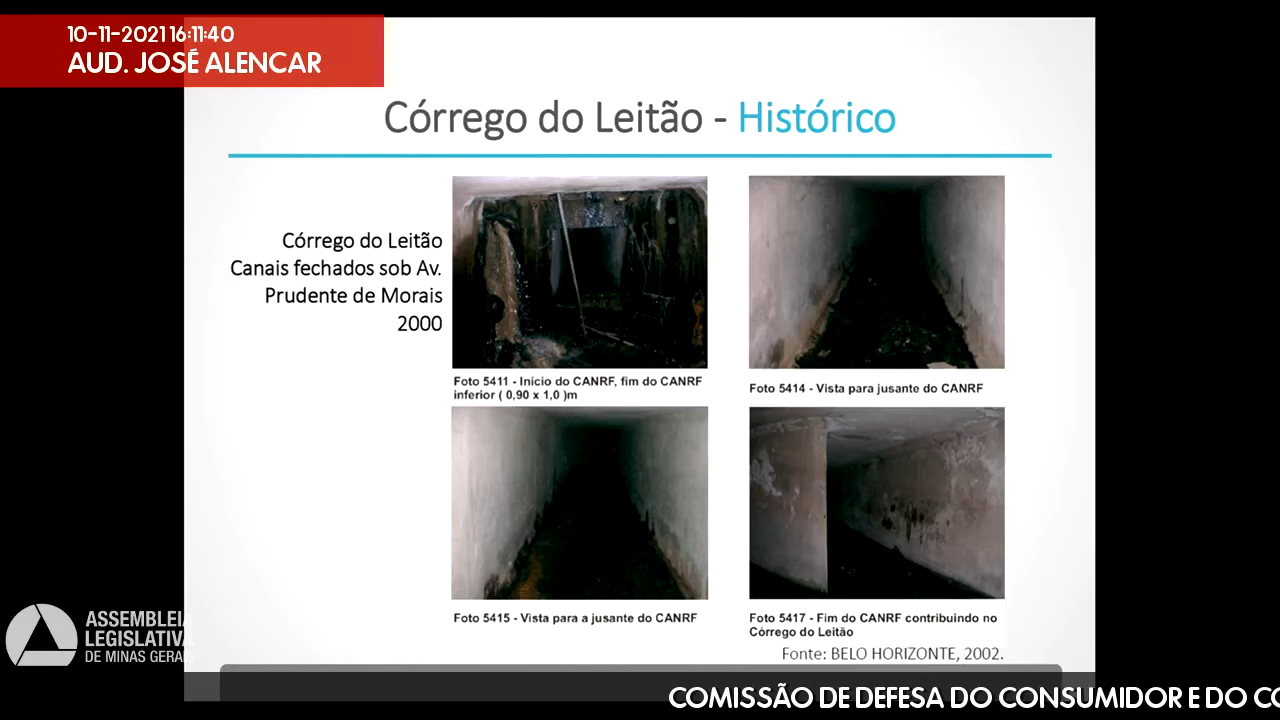 10-11-2021 16:11:40
AUD. JOSÉ ALENCAR
Córrego do Leitão - Histórico
Córrego do Leitão
Canais fechados sob Av.
Prudente de Morais
2000
Foto 5411 - Início do CANRF, fim do CANRF
inferior ( 0,90 x 1,0 )m
Foto 5414 - Vista para jusante do CANRF
Foto 5415 - Vista para a jusante do CANRF
Foto 5417 - Fim do CANRF contribuindo no
Córrego do Leitão
Fonte: BELO HORIZONTE, 2002.
ASSEMBLEIA
LEGISLATIVA
DE MINAS GERAIS
COMISSÃO DE DEFESA DO CONSUMIDOR E DO CO